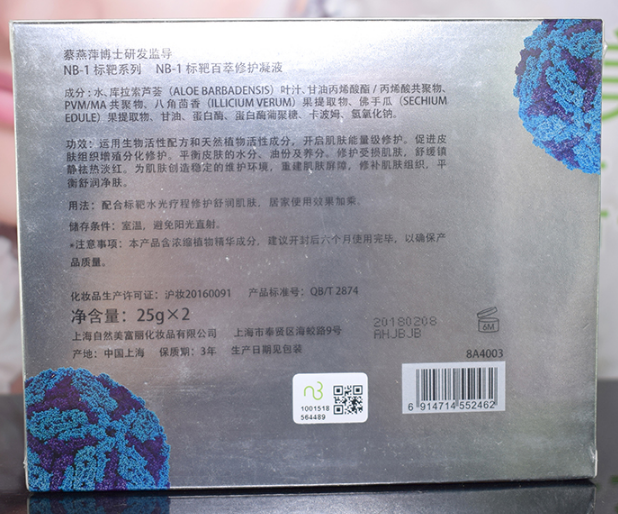 蔡燕萍博士研发监导
NB-1 标靶系列 NB-1 标靶百萃修护凝液
成分：水、库拉索芦荟（ALOE BARBADENSIS）叶汁、甘油丙烯酸酯/丙烯酸共聚物、
PVM/MA 共聚物、八角茴香（ILLICIUM VERUM）果提取物、佛手瓜（SECHIUM
EDULE）果提取物、甘油、蛋白酶、蛋白酶葡聚糖、卡波姆、氢氧化钠。
功效：运用生物活性配方和天然植物活性成分，开启肌肤能量级修护。促进皮
肤组织增殖分化修护。平衡皮肤的水分、油份及养分。修护受损肌肤，舒缓镇
静祛热淡红。为肌肤创造稳定的维护环境，重建肌肤屏障，修补肌肤组织，平
衡舒润净肤。
用法：配合标靶水光疗程修护舒润肌肤，居家使用效果加乘。
储存条件：室温，避免阳光直射。
*注意事项：本产品含浓缩植物精华成分，建议开封后六个月使用完毕，以确保产
品质量。
化妆品生产许可证：沪妆20160091 产品标准号：QB/T 2874
净含量：25g×2
上海自然美富丽化妆品有限公司 上海市奉贤区海蛟路9号
产地：中国上海 保质期：3年 生产日期见包装
20180208
RHJBJB
6M
8A4003
6 914714 552462
1001518
564489